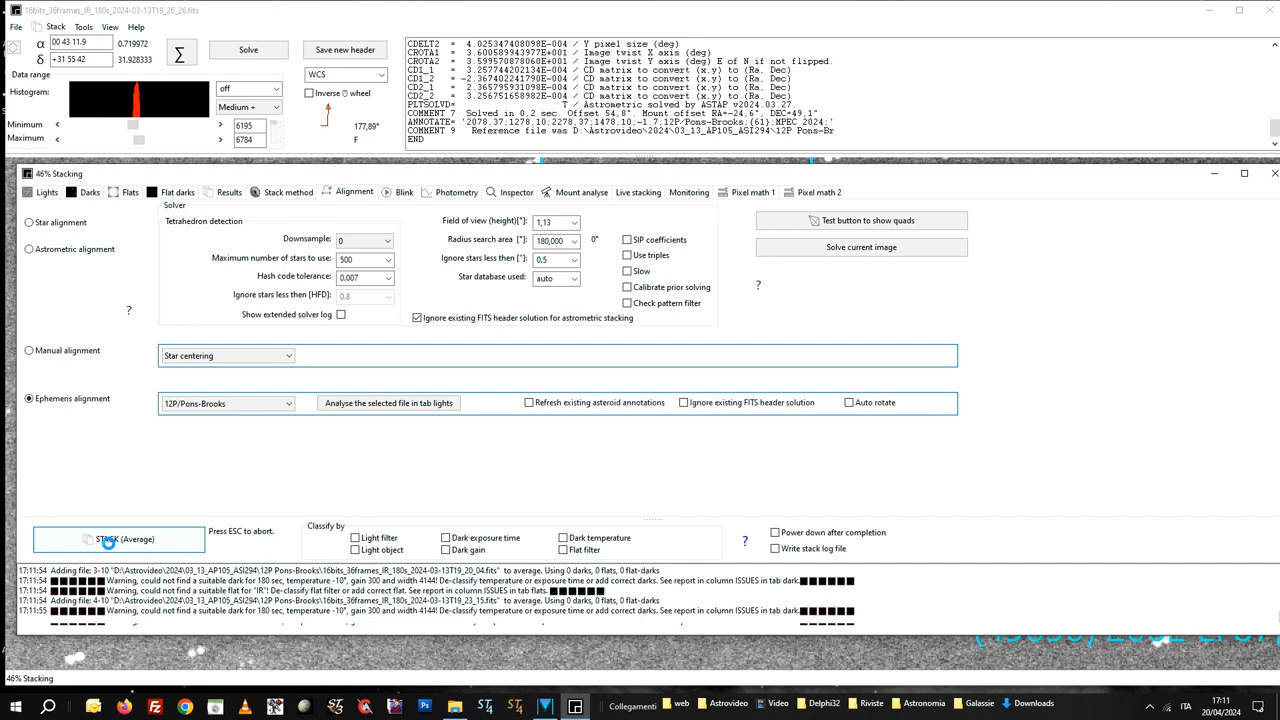 16bits_36frames_IR_180s_2024-03-13T19_26_26.fits
File Stack Tools View Help
α 00 43 11.9 0.719972 Σ Solve Save new header
δ +31 55 42 31.928333
Data range WCS
Histogram: off Inverse wheel
Medium +
Minimum < > 6195 177,89°
Maximum < > 6784 F
CDELT2 = 4.025347408098E-004 / Y pixel size (deg)
CROTA1 = 3.600589943977E+001 / Image twist X axis (deg)
CROTA2 = 3.599570878060E+001 / Image twist Y axis (deg) E of N if not flipped.
CD1_1 = 3.257744202134E-004 / CD matrix to convert (x,y) to (Ra, Dec)
CD1_2 = -2.367402241790E-004 / CD matrix to convert (x,y) to (Ra, Dec)
CD2_1 = 2.365795931098E-004 / CD matrix to convert (x,y) to (Ra, Dec)
CD2_2 = 3.256751658982E-004 / CD matrix to convert (x,y) to (Ra, Dec)
PLTSOLVD= T / Astrometric solved by ASTAP v2024.03.27.
COMMENT 7 Solved in 0,2 sec. Offset 54,8". Mount offset RA=-24,6", DEC=49,1"
ANNOTATE= '2078,37;1278,10;2278,37;1478,10;-1.7;12P/Pons-Brooks;{61};MPEC 2024;'
COMMENT 9 Reference file was D:\Astrovideo\2024\03_13_AP105_ASI294\12P Pons-Br
END
46% Stacking
Lights Darks Flats Flat darks Results Stack method Alignment Blink Photometry Inspector Mount analyse Live stacking Monitoring Pixel math 1 Pixel math 2
Solver
Star alignment
Astrometric alignment
?
Tetrahedron detection
Downsample: 0
Maximum number of stars to use: 500
Hash code tolerance: 0.007
Ignore stars less then [HFD]: 0.8
Show extended solver log
Field of view (height)[°]: 1,13
Radius search area [°]: 180,000 0°
Ignore stars less then ["]: 0.5
Star database used: auto
SIP coefficients
Use triples
Slow
Calibrate prior solving
Check pattern filter
Ignore existing FITS header solution for astrometric stacking
Test button to show quads
Solve current image
?
Manual alignment Star centering
Ephemeris alignment 12P/Pons-Brooks Analyse the selected file in tab lights Refresh existing asteroid annotations Ignore existing FITS header solution Auto rotate
STACK (Average) Press ESC to abort.
Classify by
Light filter Dark exposure time Dark temperature
Light object Dark gain Flat filter
?
Power down after completion
Write stack log file
17:11:54 Adding file: 3-10 "D:\Astrovideo\2024\03_13_AP105_ASI294\12P Pons-Brooks\16bits_36frames_IR_180s_2024-03-13T19_20_04.fits" to average. Using 0 darks, 0 flats, 0 flat-darks
17:11:54 ■■■■■■Warning, could not find a suitable dark for 180 sec, temperature -10°, gain 300 and width 4144! De-classify temperature or exposure time or add correct darks. See report in column ISSUES in tab dark.■■■■■■
17:11:54 ■■■■■■Warning, could not find a suitable flat for "IR"! De-classify flat filter or add correct flat. See report in column ISSUES in tab flats. ■■■■■■
17:11:54 Adding file: 4-10 "D:\Astrovideo\2024\03_13_AP105_ASI294\12P Pons-Brooks\16bits_36frames_IR_180s_2024-03-13T19_23_15.fits" to average. Using 0 darks, 0 flats, 0 flat-darks
17:11:55 ■■■■■■Warning, could not find a suitable dark for 180 sec, temperature -10°, gain 300 and width 4144! De-classify temperature or exposure time or add correct darks. See report in column ISSUES in tab dark.■■■■■■
46% Stacking
Collegamenti web Astrovideo Video Delphi32 Riviste Astronomia Galassie Downloads ITA 17:11
20/04/2024